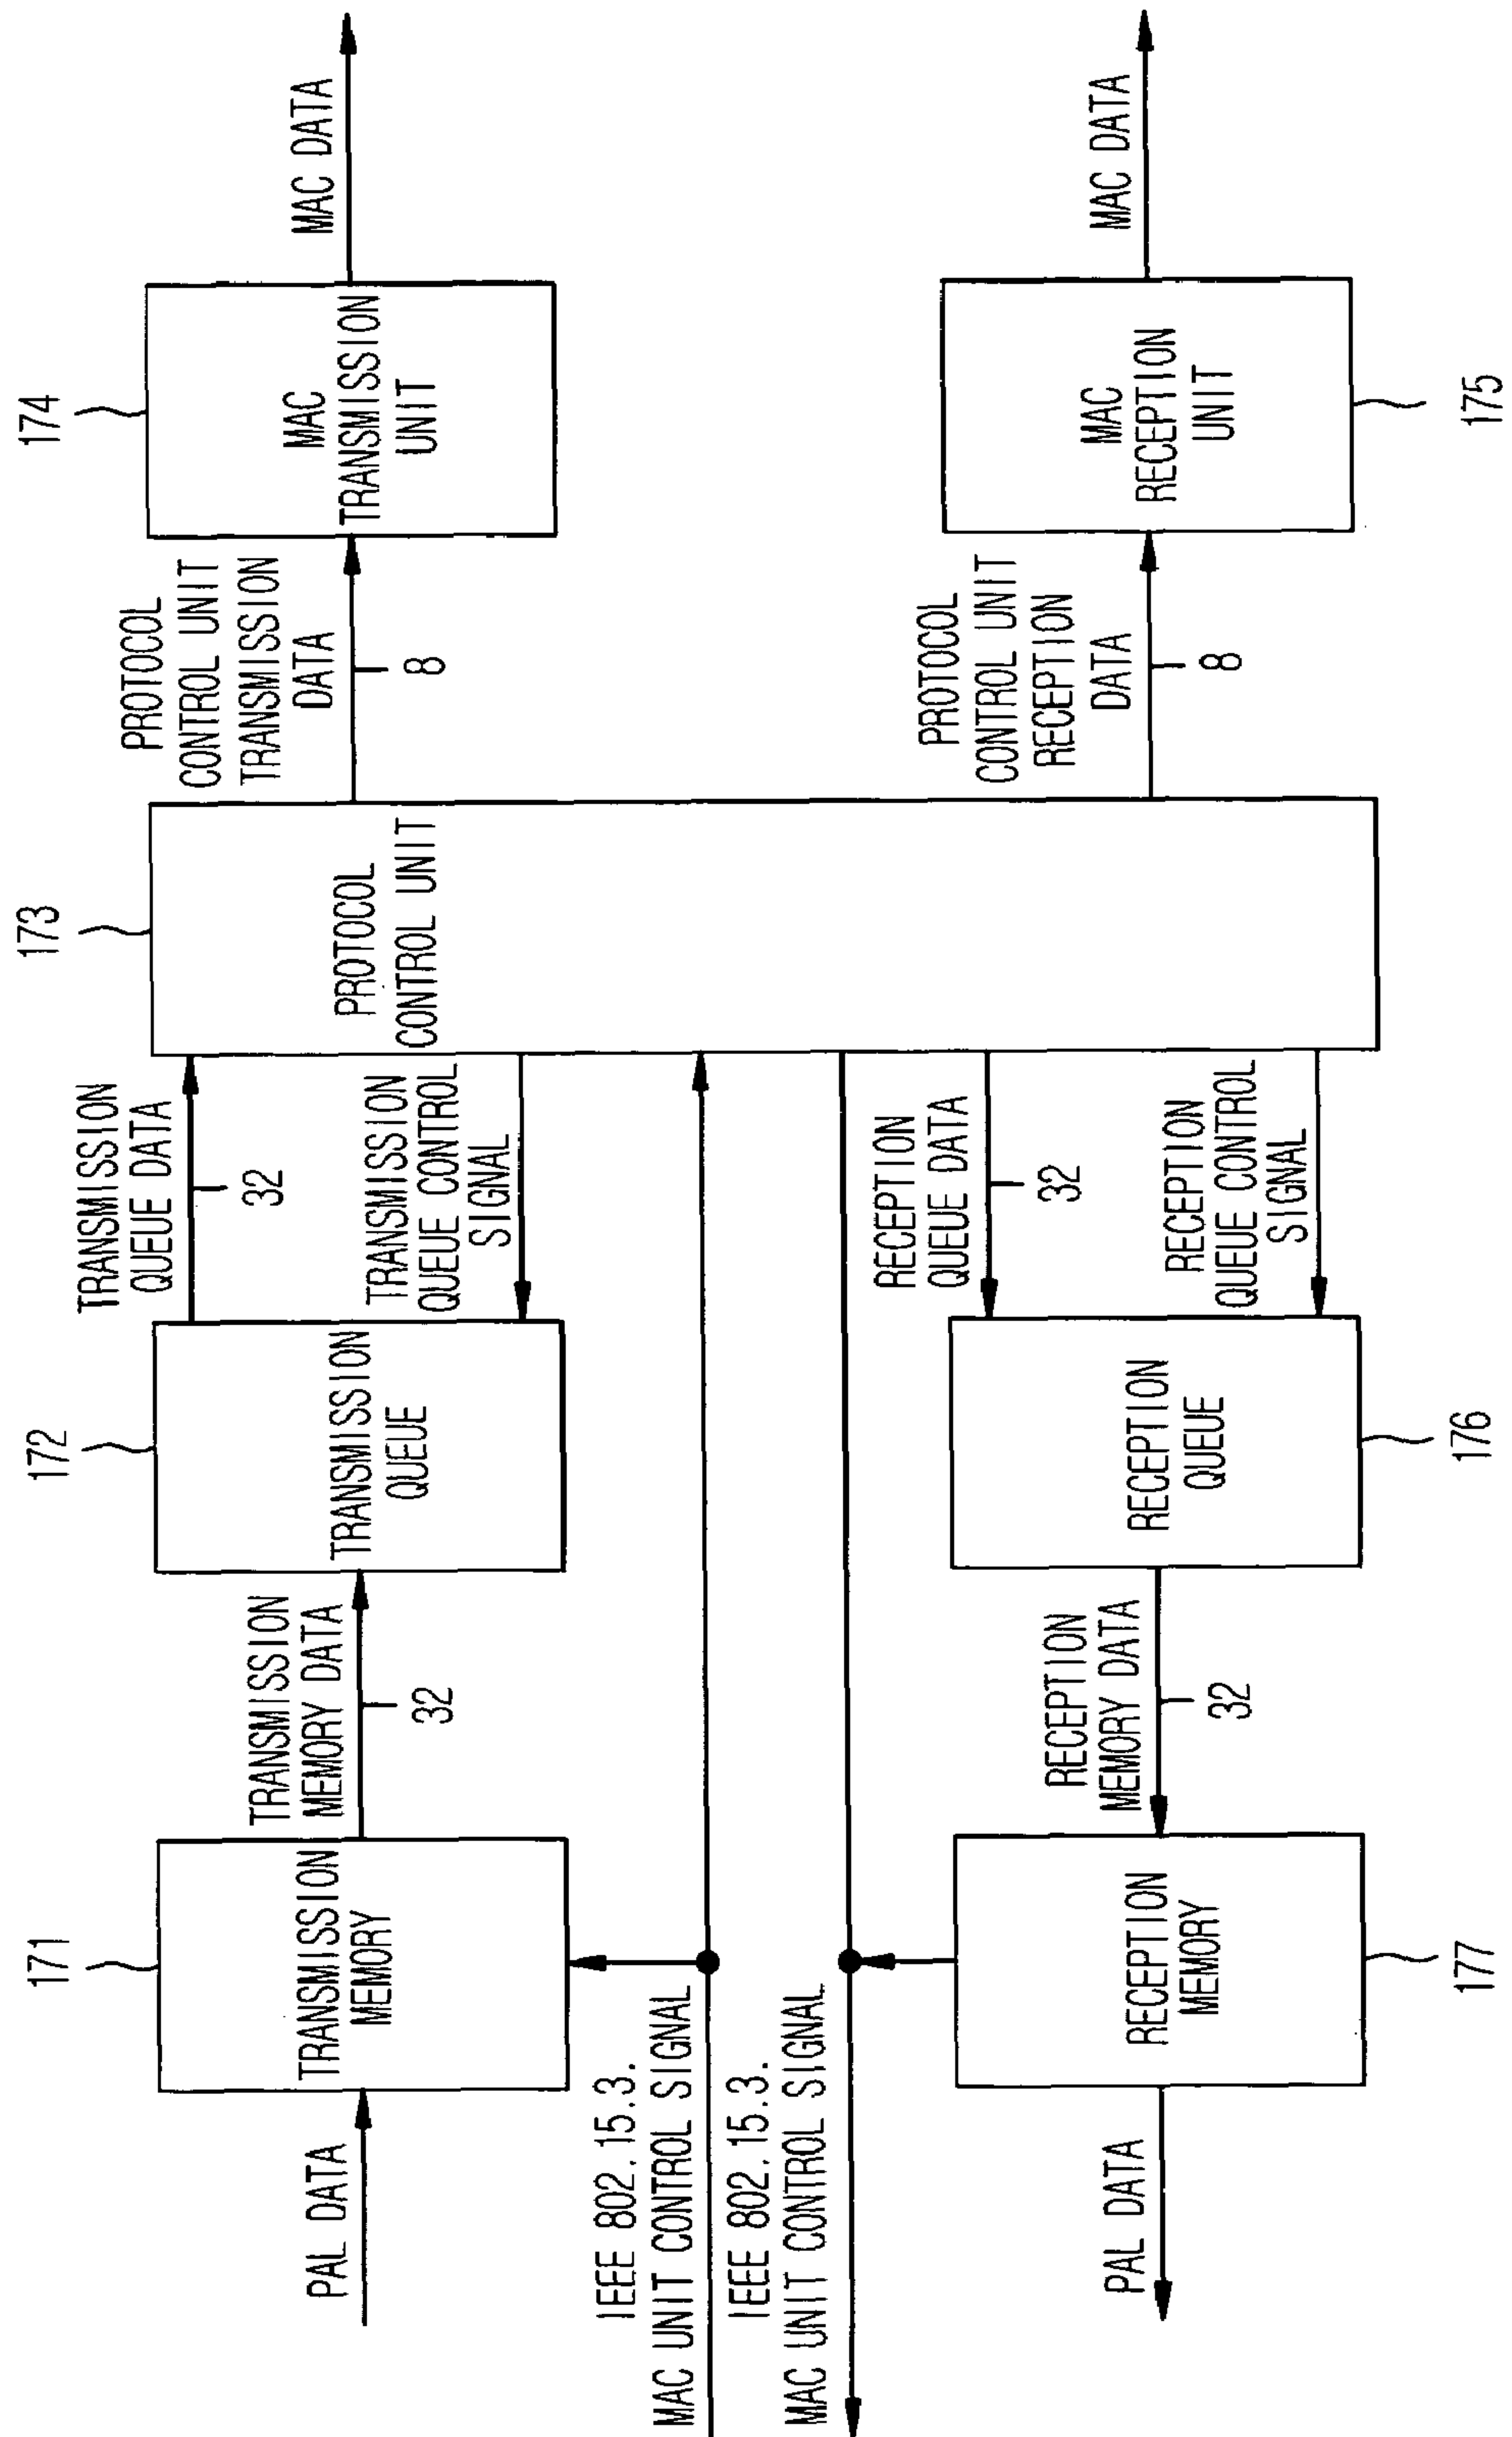 171
172
173
174
PAL DATA
TRANSMISSION
MEMORY
TRANSMISSION
MEMORY DATA
32
TRANSMISSION
QUEUE
TRANSMISSION
QUEUE DATA
32
TRANSMISSION
QUEUE CONTROL
SIGNAL
PROTOCOL
CONTROL UNIT
PROTOCOL
CONTROL UNIT
TRANSMISSION
DATA
8
MAC
TRANSMISSION
UNIT
MAC DATA
IEEE 802.15.3.
MAC UNIT CONTROL SIGNAL
IEEE 802.15.3.
MAC UNIT CONTROL SIGNAL
PAL DATA
RECEPTION
MEMORY
RECEPTION
MEMORY DATA
32
RECEPTION
QUEUE
RECEPTION
QUEUE DATA
32
RECEPTION
QUEUE CONTROL
SIGNAL
PROTOCOL
CONTROL UNIT
RECEPTION
DATA
8
MAC
RECEPTION
UNIT
MAC DATA
177
176
175